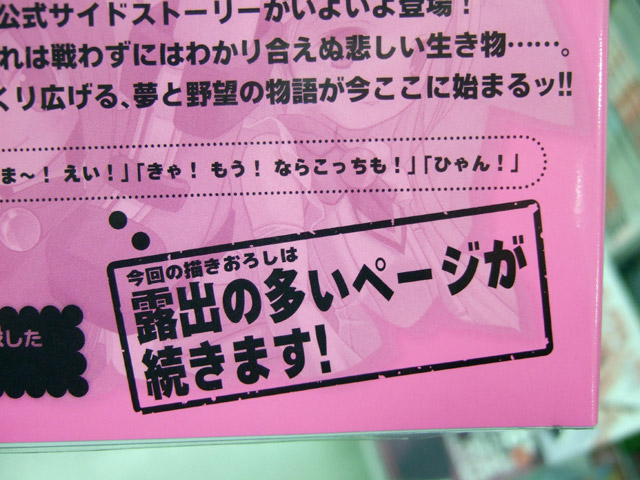 公式サイドストーリーがいよいよ登場！
れは戦わずにはわかり合えぬ悲しい生き物……。
くり広げる、夢と野望の物語が今ここに始まるッ!!
ま～！ えい！」「きゃ！ もう！ ならこっちも！」「ひゃん！」
今回の描きおろしは
露出の多いページが
続きます！
した